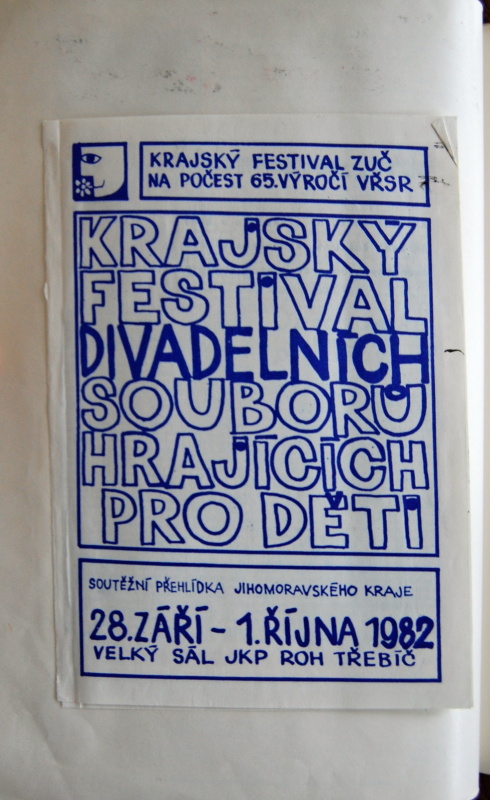 KRAJSKÝ FESTIVAL ZUČ
NA POČEST 65.VÝROČÍ VŘSR
KRAJSKÝ
FESTIVAL
DIVADELNÍCH
SOUBORŮ
HRAJÍCÍCH
PRO DĚTI
SOUTĚŽNÍ PŘEHLÍDKA JIHOMORAVSKÉHO KRAJE
28.ZÁŘÍ - 1.ŘÍJNA 1982
VELKÝ SÁL JKP ROH TŘEBÍČ